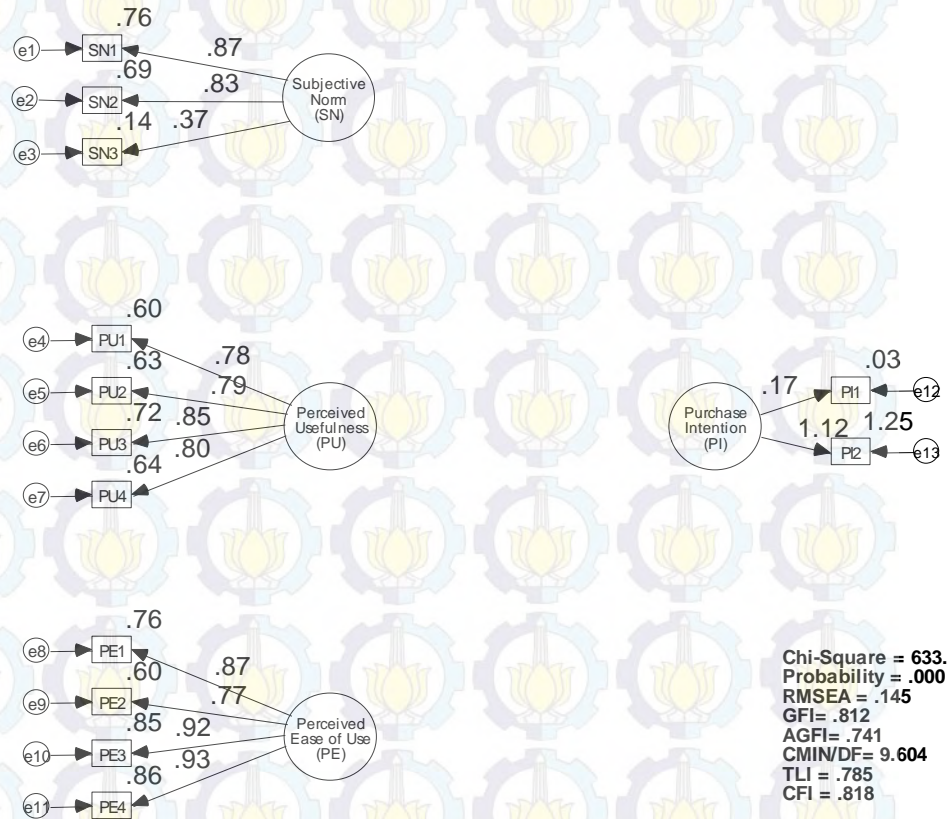 .76
e1 SN1 .87
.69
e2 SN2 .83
.14 .37
e3 SN3
Subjective
Norm
(SN)
.60
e4 PU1 .78
.63
e5 PU2 .79
.72
e6 PU3 .85
.64 .80
e7 PU4
Perceived
Usefulness
(PU)
Purchase
Intention
(PI)
.17
.03
PI1 e12
1.12 1.25
PI2 e13
.76
e8 PE1 .87
.60
e9 PE2 .77
.85 .92
e10 PE3
.86 .93
e11 PE4
Perceived
Ease of Use
(PE)
Chi-Square = 633.
Probability = .000
RMSEA = .145
GFI= .812
AGFI= .741
CMIN/DF= 9.604
TLI = .785
CFI = .818